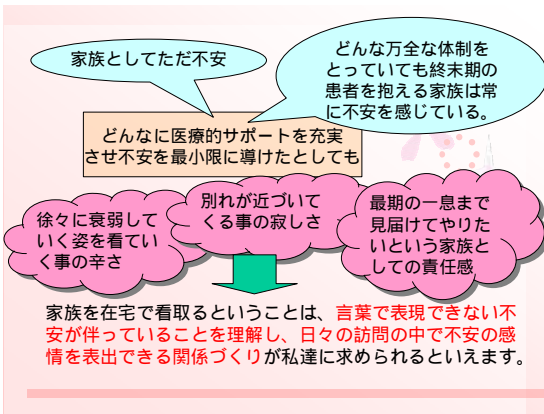 家族としてただ不安
どんな万全な体制を
とっていても終末期の
患者を抱える家族は常
に不安を感じている。
どんなに医療的サポートを充実
させ不安を最小限に導けたとしても
徐々に衰弱して
いく姿を看てい
く事の辛さ
別れが近づいて
くる事の寂しさ
最期の一息まで
見届けてやりた
いという家族と
しての責任感
家族を在宅で看取るということは、言葉で表現できない不
安が伴っていることを理解し、日々の訪問の中で不安の感
情を表出できる関係づくりが私達に求められるといえます。